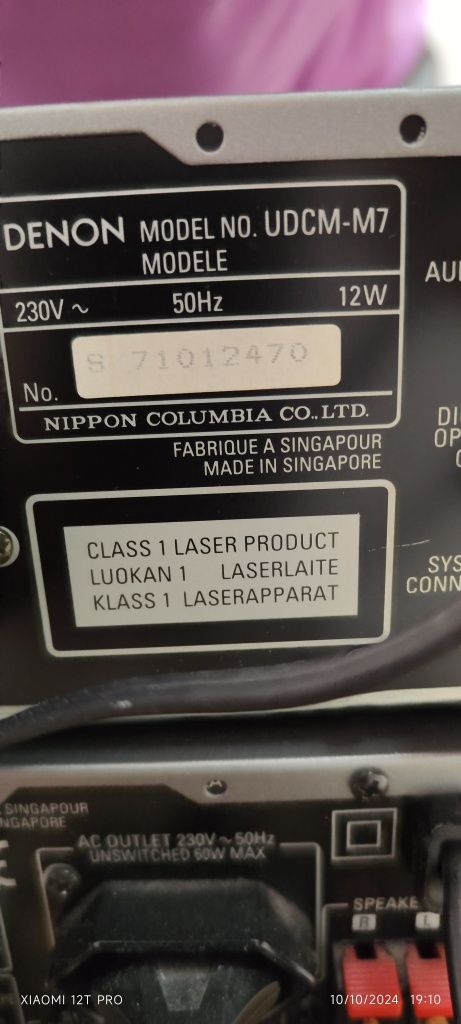 DENON MODEL NO. UDCM-M7
MODELE
230V ~ 50Hz 12W
No. S 71012470
NIPPON COLUMBIA CO.,LTD.
FABRIQUE A SINGAPOUR
MADE IN SINGAPORE
CLASS 1 LASER PRODUCT
LUOKAN 1 LASERLAITE
KLASS 1 LASERAPPARAT
SINGAPOUR
AC OUTLET 230V ~ 50Hz
UNSWITCHED 60W MAX
SPEAKE
R L
XIAOMI 12T PRO
10/10/2024 19:10